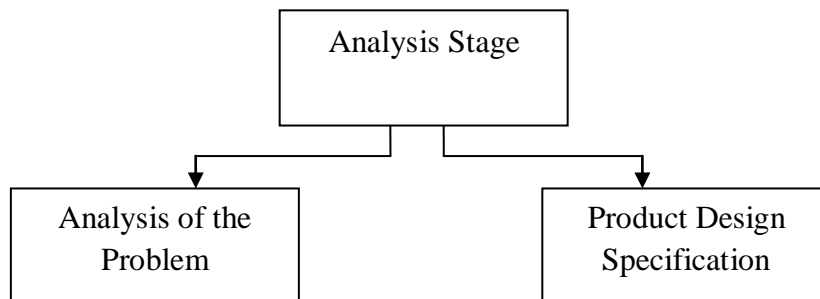 Analysis Stage
Analysis of the
Problem
Product Design
Specification